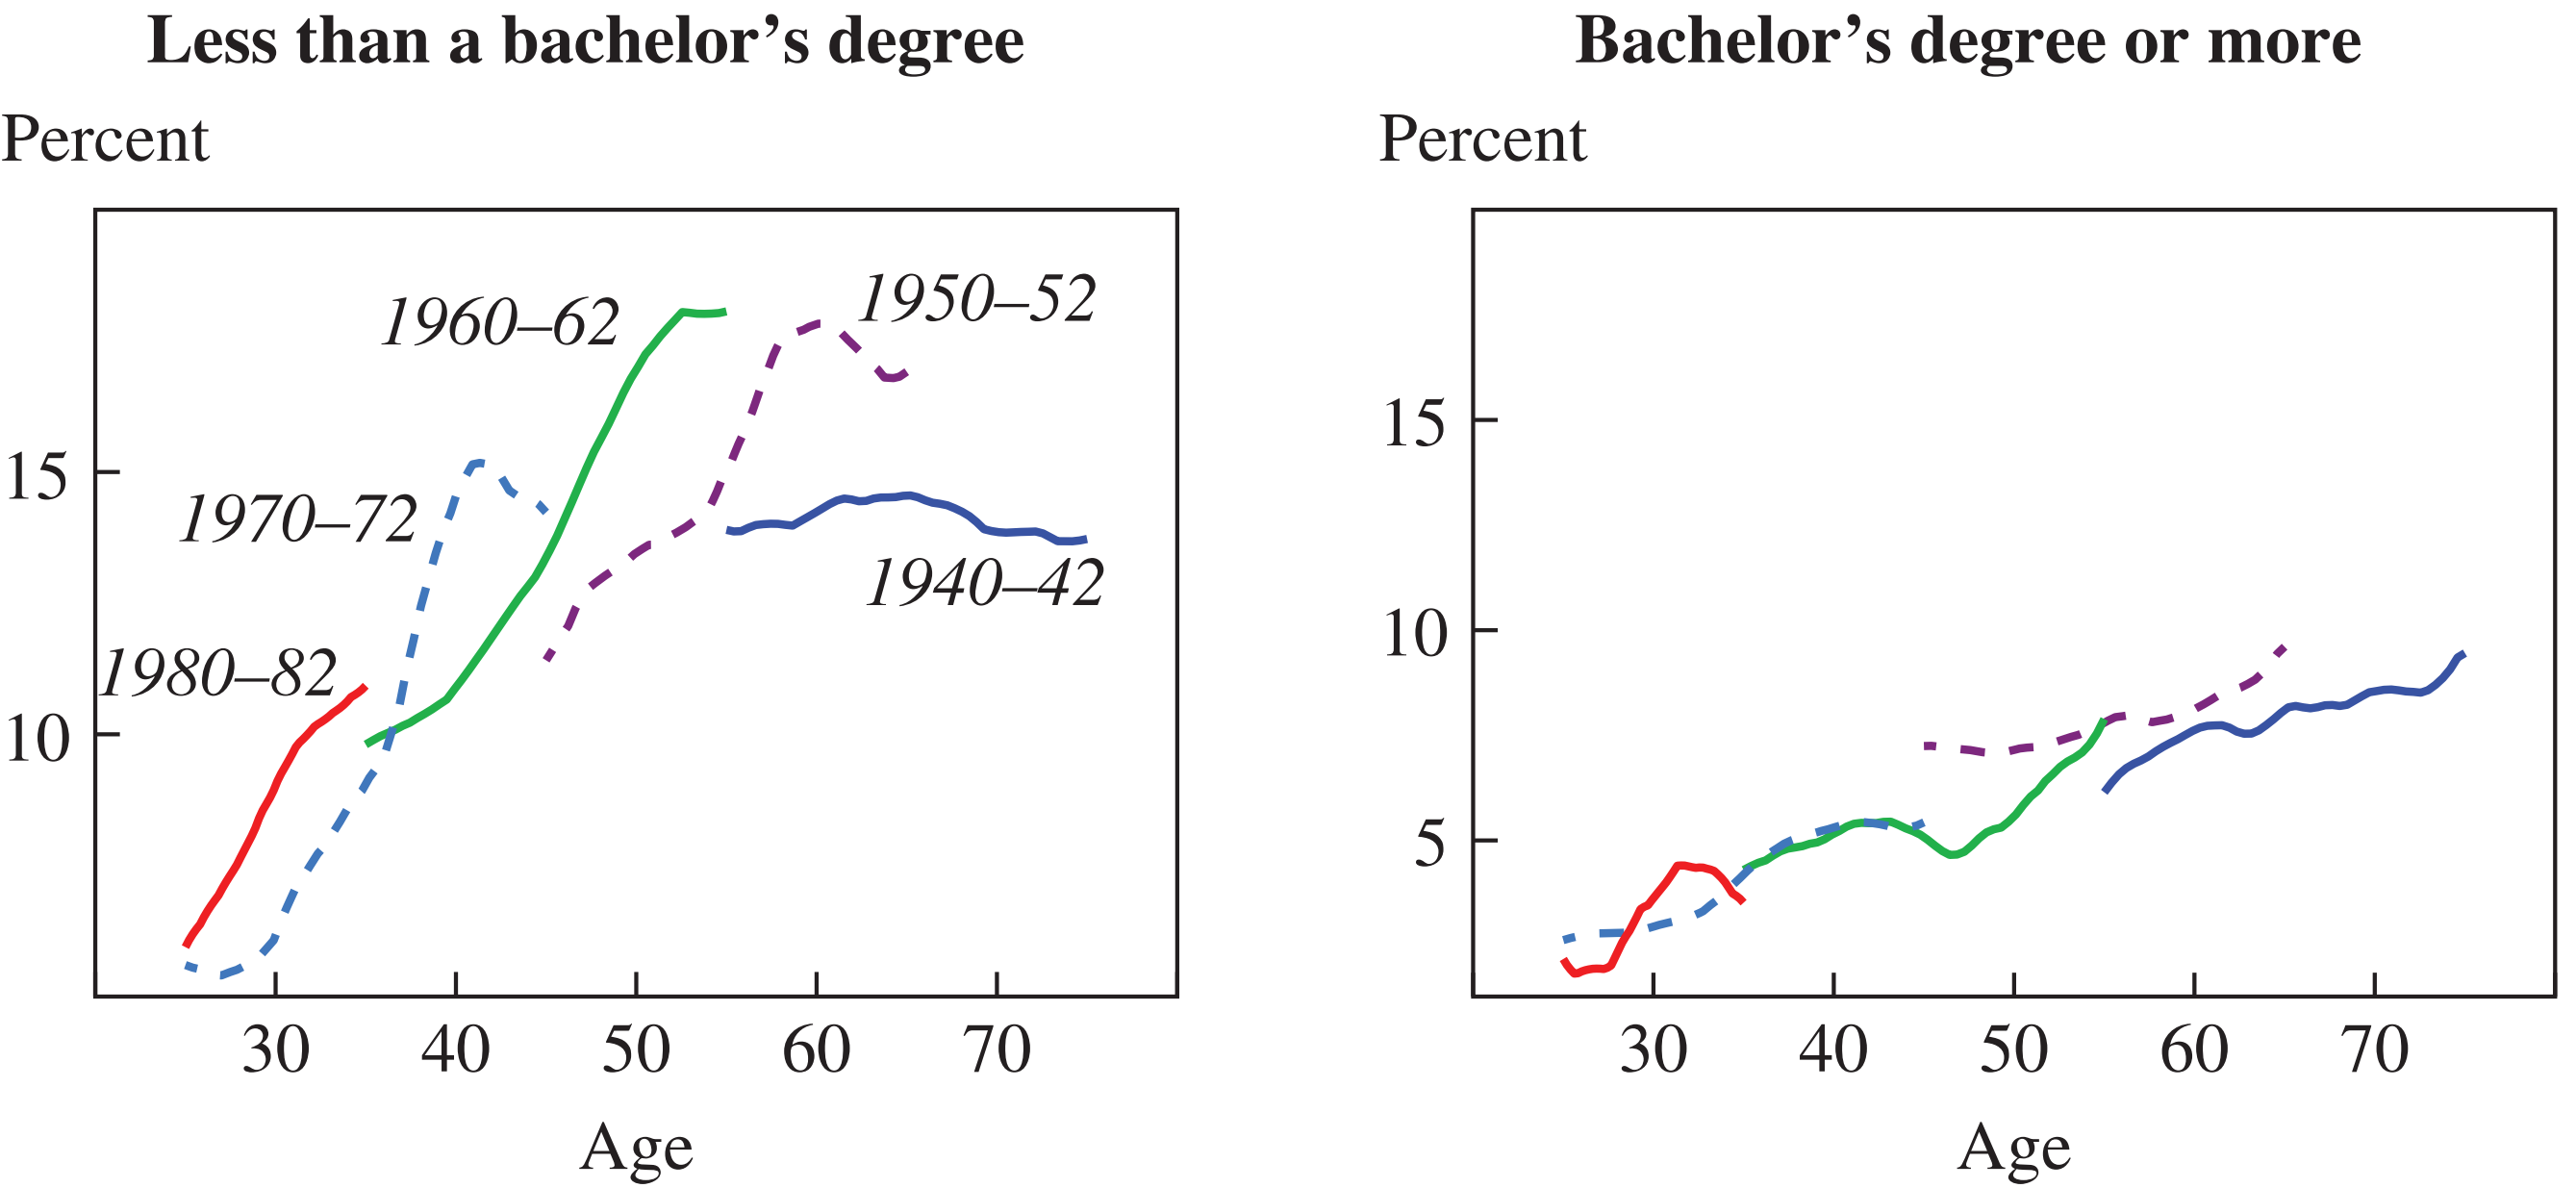 Less than a bachelor's degree
Percent
1960–62
1950–52
15
1970–72
1940–42
1980–82
10
30 40 50 60 70
Age
Bachelor's degree or more
Percent
15
10
5
30 40 50 60 70
Age